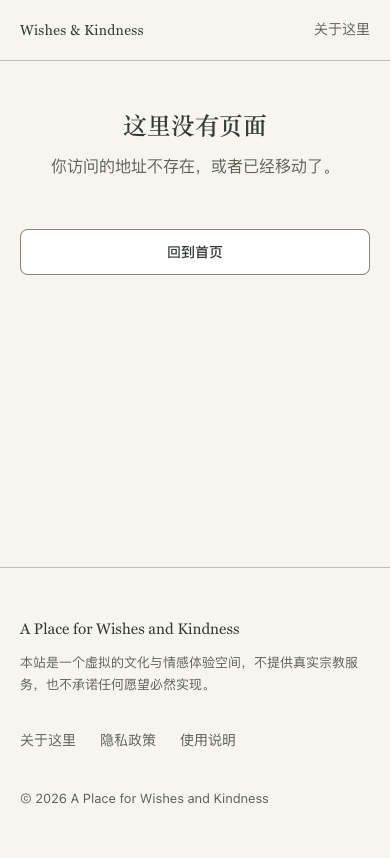 Wishes & Kindness
关于这里
这里没有页面
你访问的地址不存在，或者已经移动了。
回到首页
A Place for Wishes and Kindness
本站是一个虚拟的文化与情感体验空间，不提供真实宗教服
务，也不承诺任何愿望必然实现。
关于这里 隐私政策 使用说明
© 2026 A Place for Wishes and Kindness